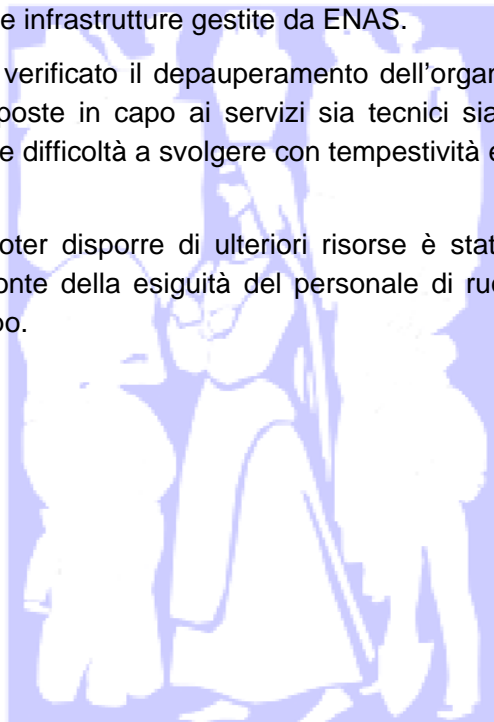 e infrastrutture gestite da ENAS.
verificato il depauperamento dell'organ
poste in capo ai servizi sia tecnici sia
e difficoltà a svolgere con tempestività e
oter disporre di ulteriori risorse è stat
onte della esiguità del personale di ruo
po.